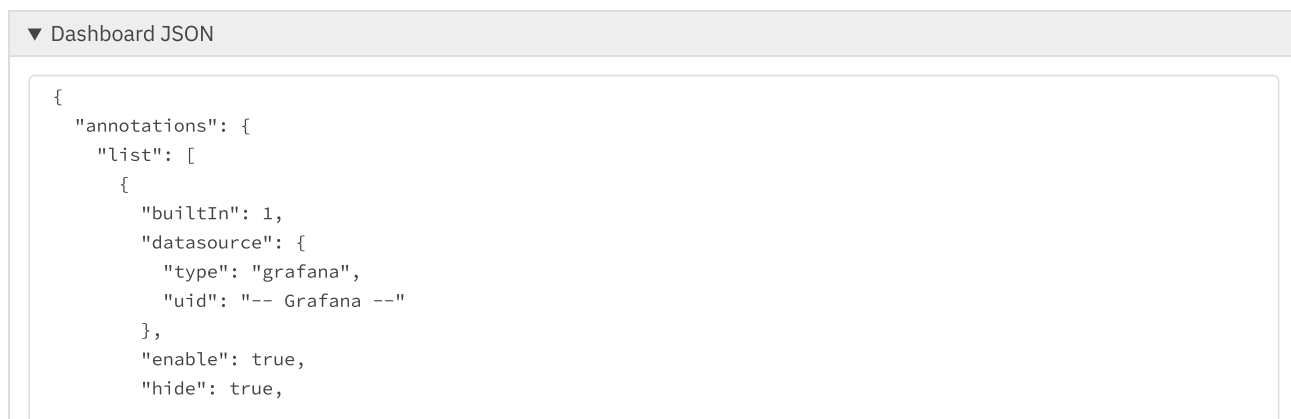 ▼ Dashboard JSON
{
  "annotations": {
    "list": [
      {
        "builtIn": 1,
        "datasource": {
          "type": "grafana",
          "uid": "-- Grafana --"
        },
        "enable": true,
        "hide": true,